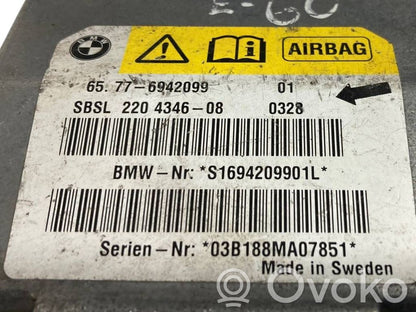 E-60
BMW
AIRBAG
65. 77-6942099 01
SBSL 220 4346-08 0328
BMW-Nr: *S1694209901L*
Serien-Nr: *03B188MA07851*
Made in Sweden
Ovoko